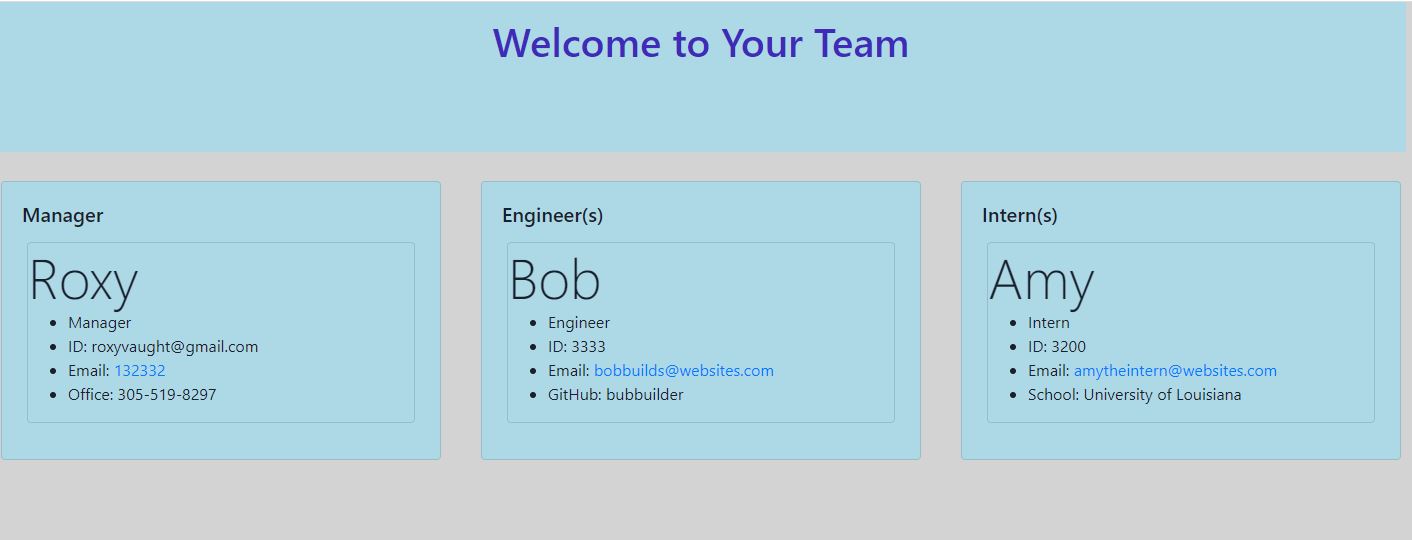 Welcome to Your Team
Manager
Roxy
Manager
ID: roxyvaught@gmail.com
Email: 132332
Office: 305-519-8297
Engineer(s)
Bob
Engineer
ID: 3333
Email: bobbuilds@websites.com
GitHub: bubbuilder
Intern(s)
Amy
Intern
ID: 3200
Email: amytheintern@websites.com
School: University of Louisiana